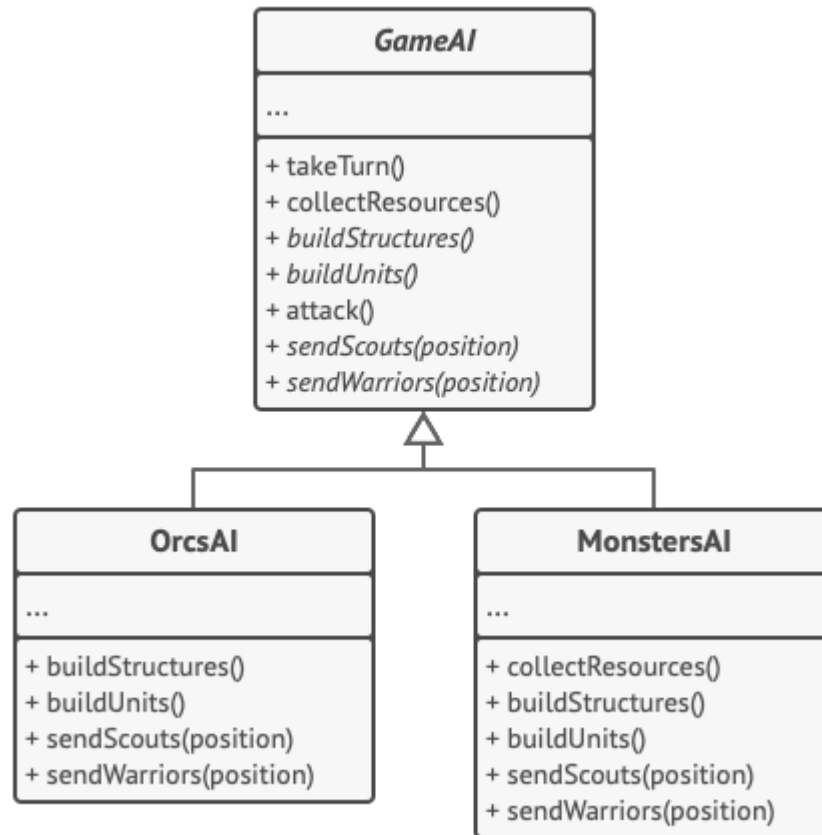 GameAI
...
+ takeTurn()
+ collectResources()
+ buildStructures()
+ buildUnits()
+ attack()
+ sendScouts(position)
+ sendWarriors(position)
OrcsAI
...
+ buildStructures()
+ buildUnits()
+ sendScouts(position)
+ sendWarriors(position)
MonstersAI
...
+ collectResources()
+ buildStructures()
+ buildUnits()
+ sendScouts(position)
+ sendWarriors(position)